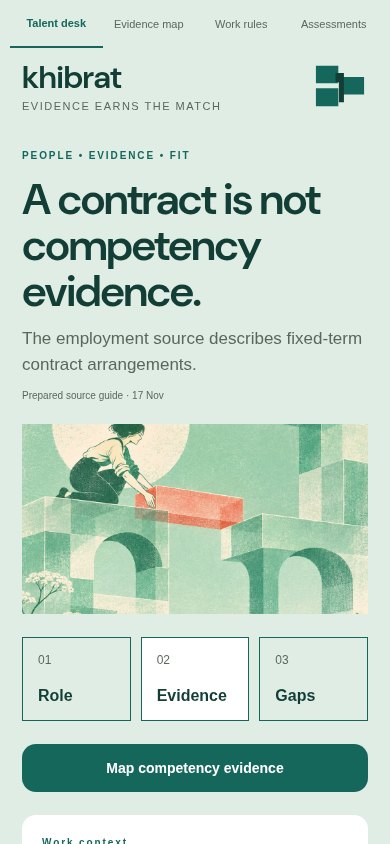 Talent desk
Evidence map
Work rules
Assessments
khibrat
EVIDENCE EARNS THE MATCH
PEOPLE • EVIDENCE • FIT
A contract is not
competency
evidence.
The employment source describes fixed-term
contract arrangements.
Prepared source guide · 17 Nov
01
Role
02
Evidence
03
Gaps
Map competency evidence
Work context